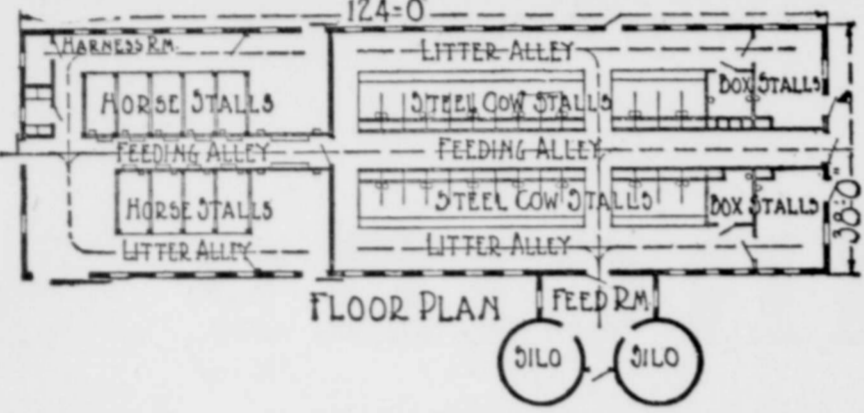 124=0
HARNESS RM.
LITTER ALLEY
HORSE STALLS
STEEL COW STALLS
BOX STALLS
FEEDING ALLEY
FEEDING ALLEY
HORSE STALLS
STEEL COW STALLS
BOX STALLS
38=0"
LITTER ALLEY
LITTER ALLEY
FLOOR PLAN
FEED RM.
SILO
SILO